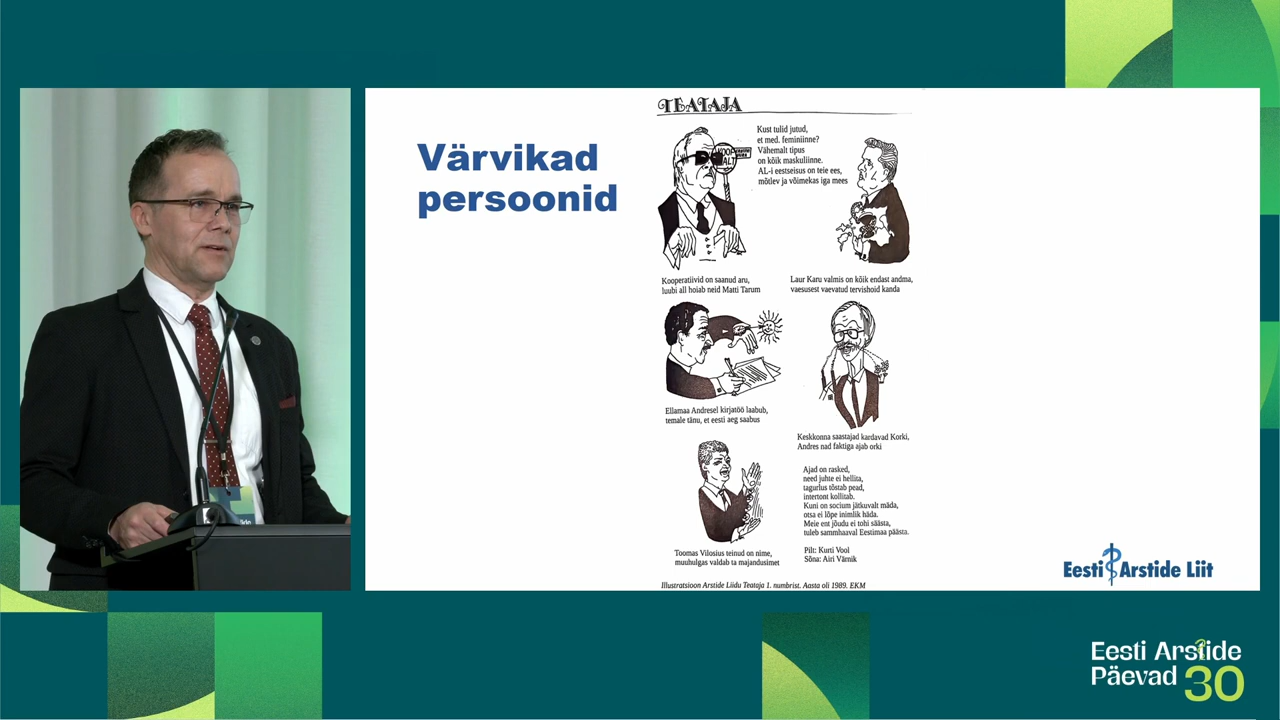 Värvikad
persoonid
TEATAJA
Kust tulid jutud,
et med. feminiinne?
Vähemalt tipus
on kõik maskuliinne.
AL-i eestseisus on teie ees,
mõtlev ja võimekas iga mees
Kooperatiivid on saanud aru,
luubi all hoiab neid Matti Tarum
Laur Karu valmis on kõik endast andma,
vaesusest vaevatud tervishoid kanda
Ellamaa Andresel kirjatöö laabub,
temale tänu, et eesti aeg saabus
Keskkonna saastajad kardavad Korki,
Andres nad faktiga ajab orki
Toomas Vilosius teinud on nime,
muuhulgas valdab ta majandusimet
Ajad on rasked,
need juhte ei hellita,
tagurlus tõstab pead,
intertont kollitab.
Kuni on socium jätkuvalt mäda,
otsa ei lõpe inimlik häda.
Meie ent jõudu ei tohi säästa,
tuleb sammhaaval Eestimaa päästa.
Pilt: Kurti Vool
Sõna: Airi Värnik
Illustratsioon Arstide Liidu Teataja 1. numbrist. Aasta oli 1989. EKM
Eesti Arstide Liit
Eesti Arstide
Päevad 30